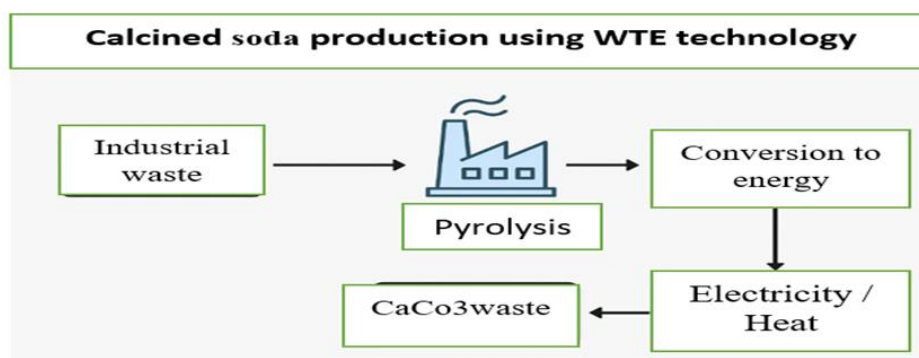 Calcined soda production using WTE technology
Industrial
waste
Pyrolysis
Conversion to
energy
Electricity /
Heat
CaCo3waste